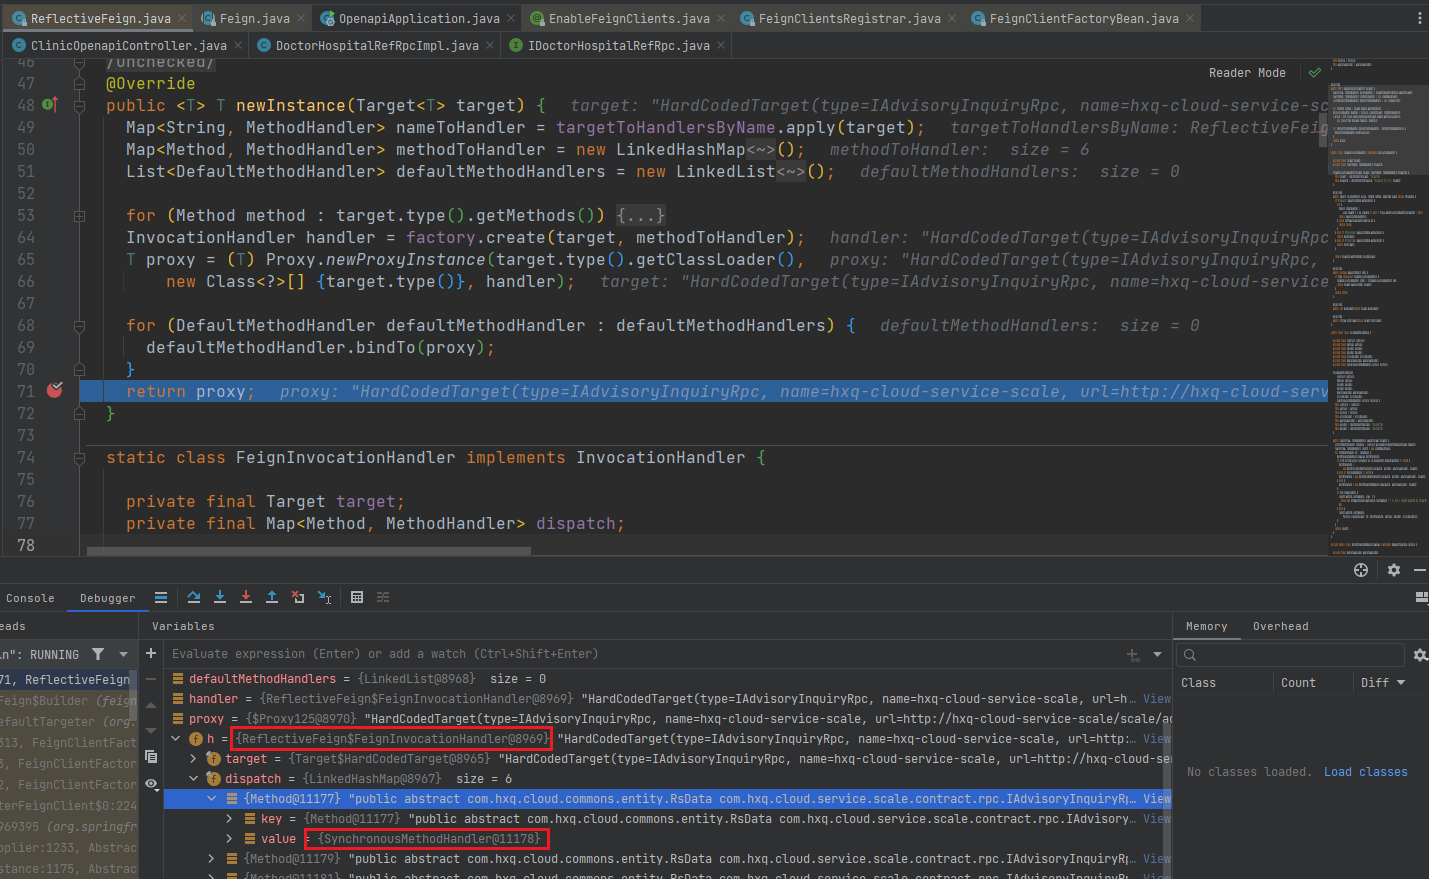 ReflectiveFeign.java
Feign.java
OpenapiApplication.java
EnableFeignClients.java
FeignClientsRegistrar.java
FeignClientFactoryBean.java
ClinicOpenapiController.java
DoctorHospitalRefRpcImpl.java
IDoctorHospitalRefRpc.java
Reader Mode
46 /Unchecked/
47 @Override
48 public <T> T newInstance(Target<T> target) { target: "HardCodedTarget(type=IAdvisoryInquiryRpc, name=hxq-cloud-service-sc
49 Map<String, MethodHandler> nameToHandler = targetToHandlersByName.apply(target); targetToHandlersByName: ReflectiveFeig
50 Map<Method, MethodHandler> methodToHandler = new LinkedHashMap<~>(); methodToHandler: size = 6
51 List<DefaultMethodHandler> defaultMethodHandlers = new LinkedList<~>(); defaultMethodHandlers: size = 0
52
53 for (Method method : target.type().getMethods()) {...}
64 InvocationHandler handler = factory.create(target, methodToHandler); handler: "HardCodedTarget(type=IAdvisoryInquiryRpc
65 T proxy = (T) Proxy.newProxyInstance(target.type().getClassLoader(), proxy: "HardCodedTarget(type=IAdvisoryInquiryRpc,
66 new Class<?>[] {target.type()}, handler); target: "HardCodedTarget(type=IAdvisoryInquiryRpc, name=hxq-cloud-service
67
68 for (DefaultMethodHandler defaultMethodHandler : defaultMethodHandlers) { defaultMethodHandlers: size = 0
69 defaultMethodHandler.bindTo(proxy);
70 }
71 return proxy; proxy: "HardCodedTarget(type=IAdvisoryInquiryRpc, name=hxq-cloud-service-scale, url=http://hxq-cloud-serv
72 }
73
74 static class FeignInvocationHandler implements InvocationHandler {
75
76 private final Target target;
77 private final Map<Method, MethodHandler> dispatch;
78
Console
Debugger
eads
Variables
Memory
Overhead
ın": RUNNING
Evaluate expression (Enter) or add a watch (Ctrl+Shift+Enter)
71, ReflectiveFeign
Feign$Builder (feign
DefaultTargeter (org.
313, FeignClientFact
3, FeignClientFactor
2, FeignClientFactor
terFeignClient$0:224
969395 (org.springfr
pplier:1233, Abstrac
stance:1175, Abstrac
defaultMethodHandlers = {LinkedList@8968} size = 0
handler = {ReflectiveFeign$FeignInvocationHandler@8969} "HardCodedTarget(type=IAdvisoryInquiryRpc, name=hxq-cloud-service-scale, url=h... View
proxy = {$Proxy125@8970} "HardCodedTarget(type=IAdvisoryInquiryRpc, name=hxq-cloud-service-scale, url=http://hxq-cloud-service-scale/scale/ac
h = {ReflectiveFeign$FeignInvocationHandler@8969} "HardCodedTarget(type=IAdvisoryInquiryRpc, name=hxq-cloud-service-scale, url=http:... View
target = {Target$HardCodedTarget@8965} "HardCodedTarget(type=IAdvisoryInquiryRpc, name=hxq-cloud-service-scale, url=http://hxq-cloud-se
dispatch = {LinkedHashMap@8967} size = 6
{Method@11177} "public abstract com.hxq.cloud.commons.entity.RsData com.hxq.cloud.service.scale.contract.rpc.IAdvisoryInquiryRp... View
key = {Method@11177} "public abstract com.hxq.cloud.commons.entity.RsData com.hxq.cloud.service.scale.contract.rpc.IAdvisory... View
value = {SynchronousMethodHandler@11178}
{Method@11179} "public abstract com.hxq.cloud.commons.entity.RsData com.hxq.cloud.service.scale.contract.rpc.IAdvisoryInquiryRp... View
{Method@11181} "public abstract com.hxq.cloud.commons.entity.RsData com.hxq.cloud.service.scale.contract.rpc.IAdvisoryInquiryRp... View
Class
Count
Diff
No classes loaded. Load classes